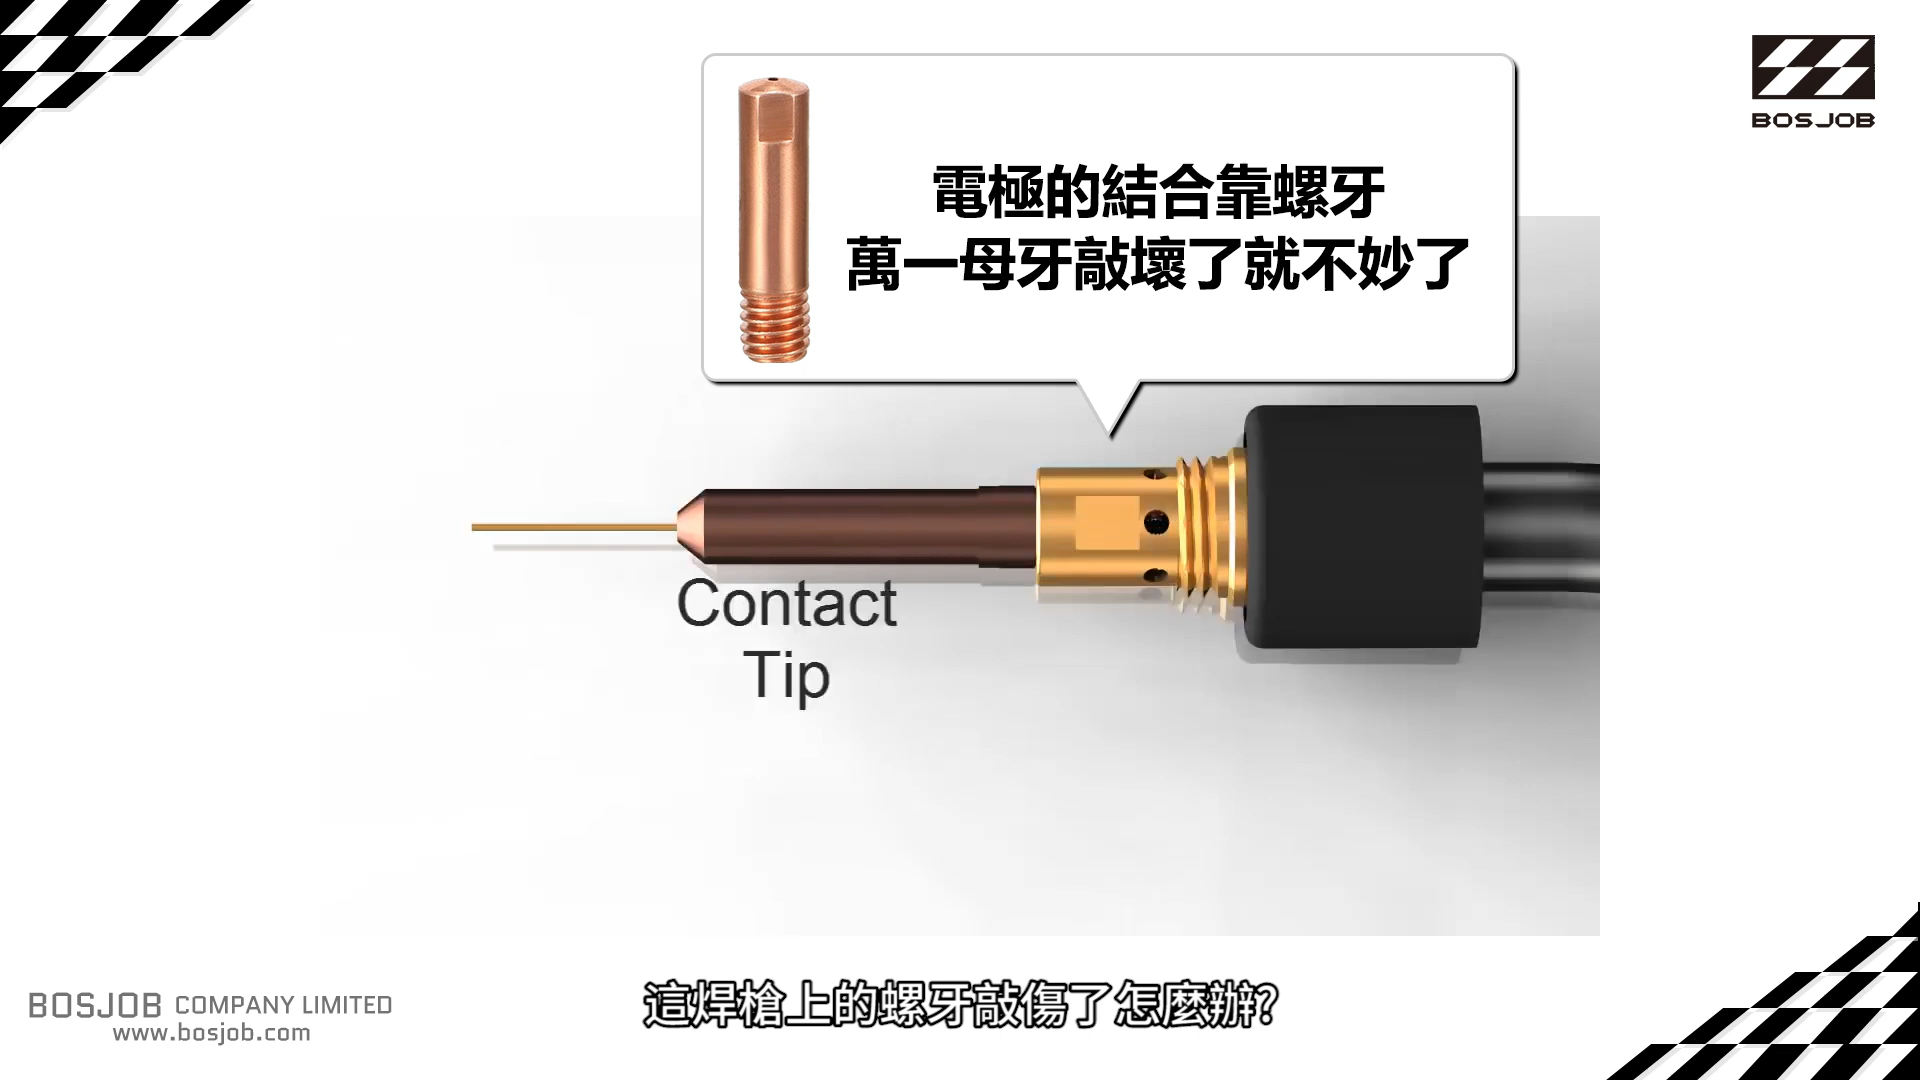 BOSJOB
電極的結合靠螺牙
萬一母牙敲壞了就不妙了
Contact
Tip
BOSJOB COMPANY LIMITED
www.bosjob.com
這焊槍上的螺牙敲傷了怎麼辦?